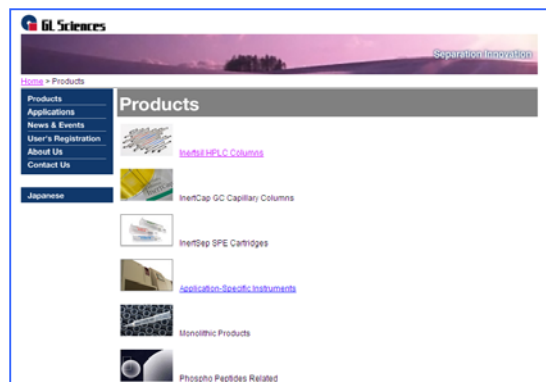 GL Sciences
Separation Innovation
Home > Products
Products
Applications
News & Events
User's Registration
About Us
Contact Us
Japanese
Products
Inertsil HPLC Columns
InertCap GC Capillary Columns
InertSep SPE Cartridges
Application-Specific Instruments
Monolithic Products
Phospho Peptides Related